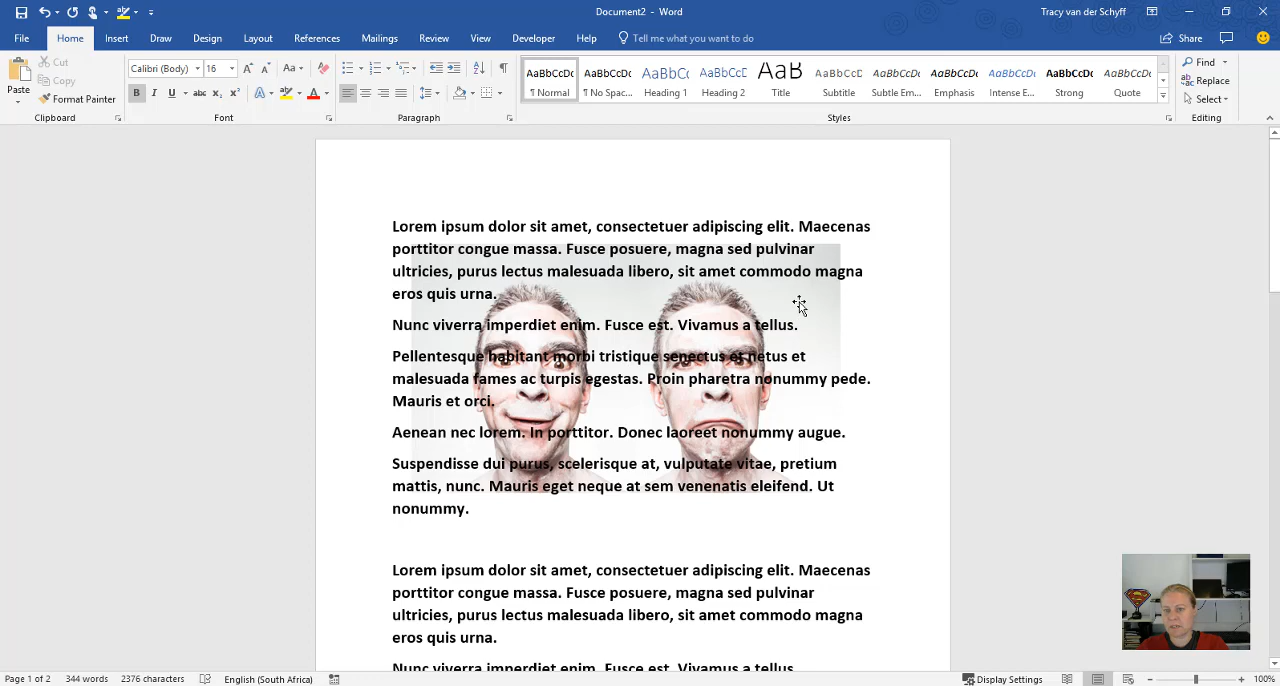 Document2 - Word
Tracy van der Schyff
File Home Insert Draw Design Layout References Mailings Review View Developer Help Tell me what you want to do Share
Cut
Copy
Format Painter
Paste
Clipboard
Calibri (Body) 16
Font
Paragraph
AaBbCcDc AaBbCcDc AaBbCc AaBbCcD AaB AaBbCcD AaBbCcDc AaBbCcDc AaBbCcDc AaBbCcDc AaBbCcDc
¶ Normal ¶ No Spac... Heading 1 Heading 2 Title Subtitle Subtle Em... Emphasis Intense E... Strong Quote
Styles
Find
Replace
Select
Editing
Lorem ipsum dolor sit amet, consectetuer adipiscing elit. Maecenas
porttitor congue massa. Fusce posuere, magna sed pulvinar
ultricies, purus lectus malesuada libero, sit amet commodo magna
eros quis urna.
Nunc viverra imperdiet enim. Fusce est. Vivamus a tellus.
Pellentesque habitant morbi tristique senectus et netus et
malesuada fames ac turpis egestas. Proin pharetra nonummy pede.
Mauris et orci.
Aenean nec lorem. In porttitor. Donec laoreet nonummy augue.
Suspendisse dui purus, scelerisque at, vulputate vitae, pretium
mattis, nunc. Mauris eget neque at sem venenatis eleifend. Ut
nonummy.
Lorem ipsum dolor sit amet, consectetuer adipiscing elit. Maecenas
porttitor congue massa. Fusce posuere, magna sed pulvinar
ultricies, purus lectus malesuada libero, sit amet commodo magna
eros quis urna.
Nunc viverra imperdiet enim. Fusce est. Vivamus a tellus.
Page 1 of 2 344 words 2376 characters English (South Africa) Display Settings 100%